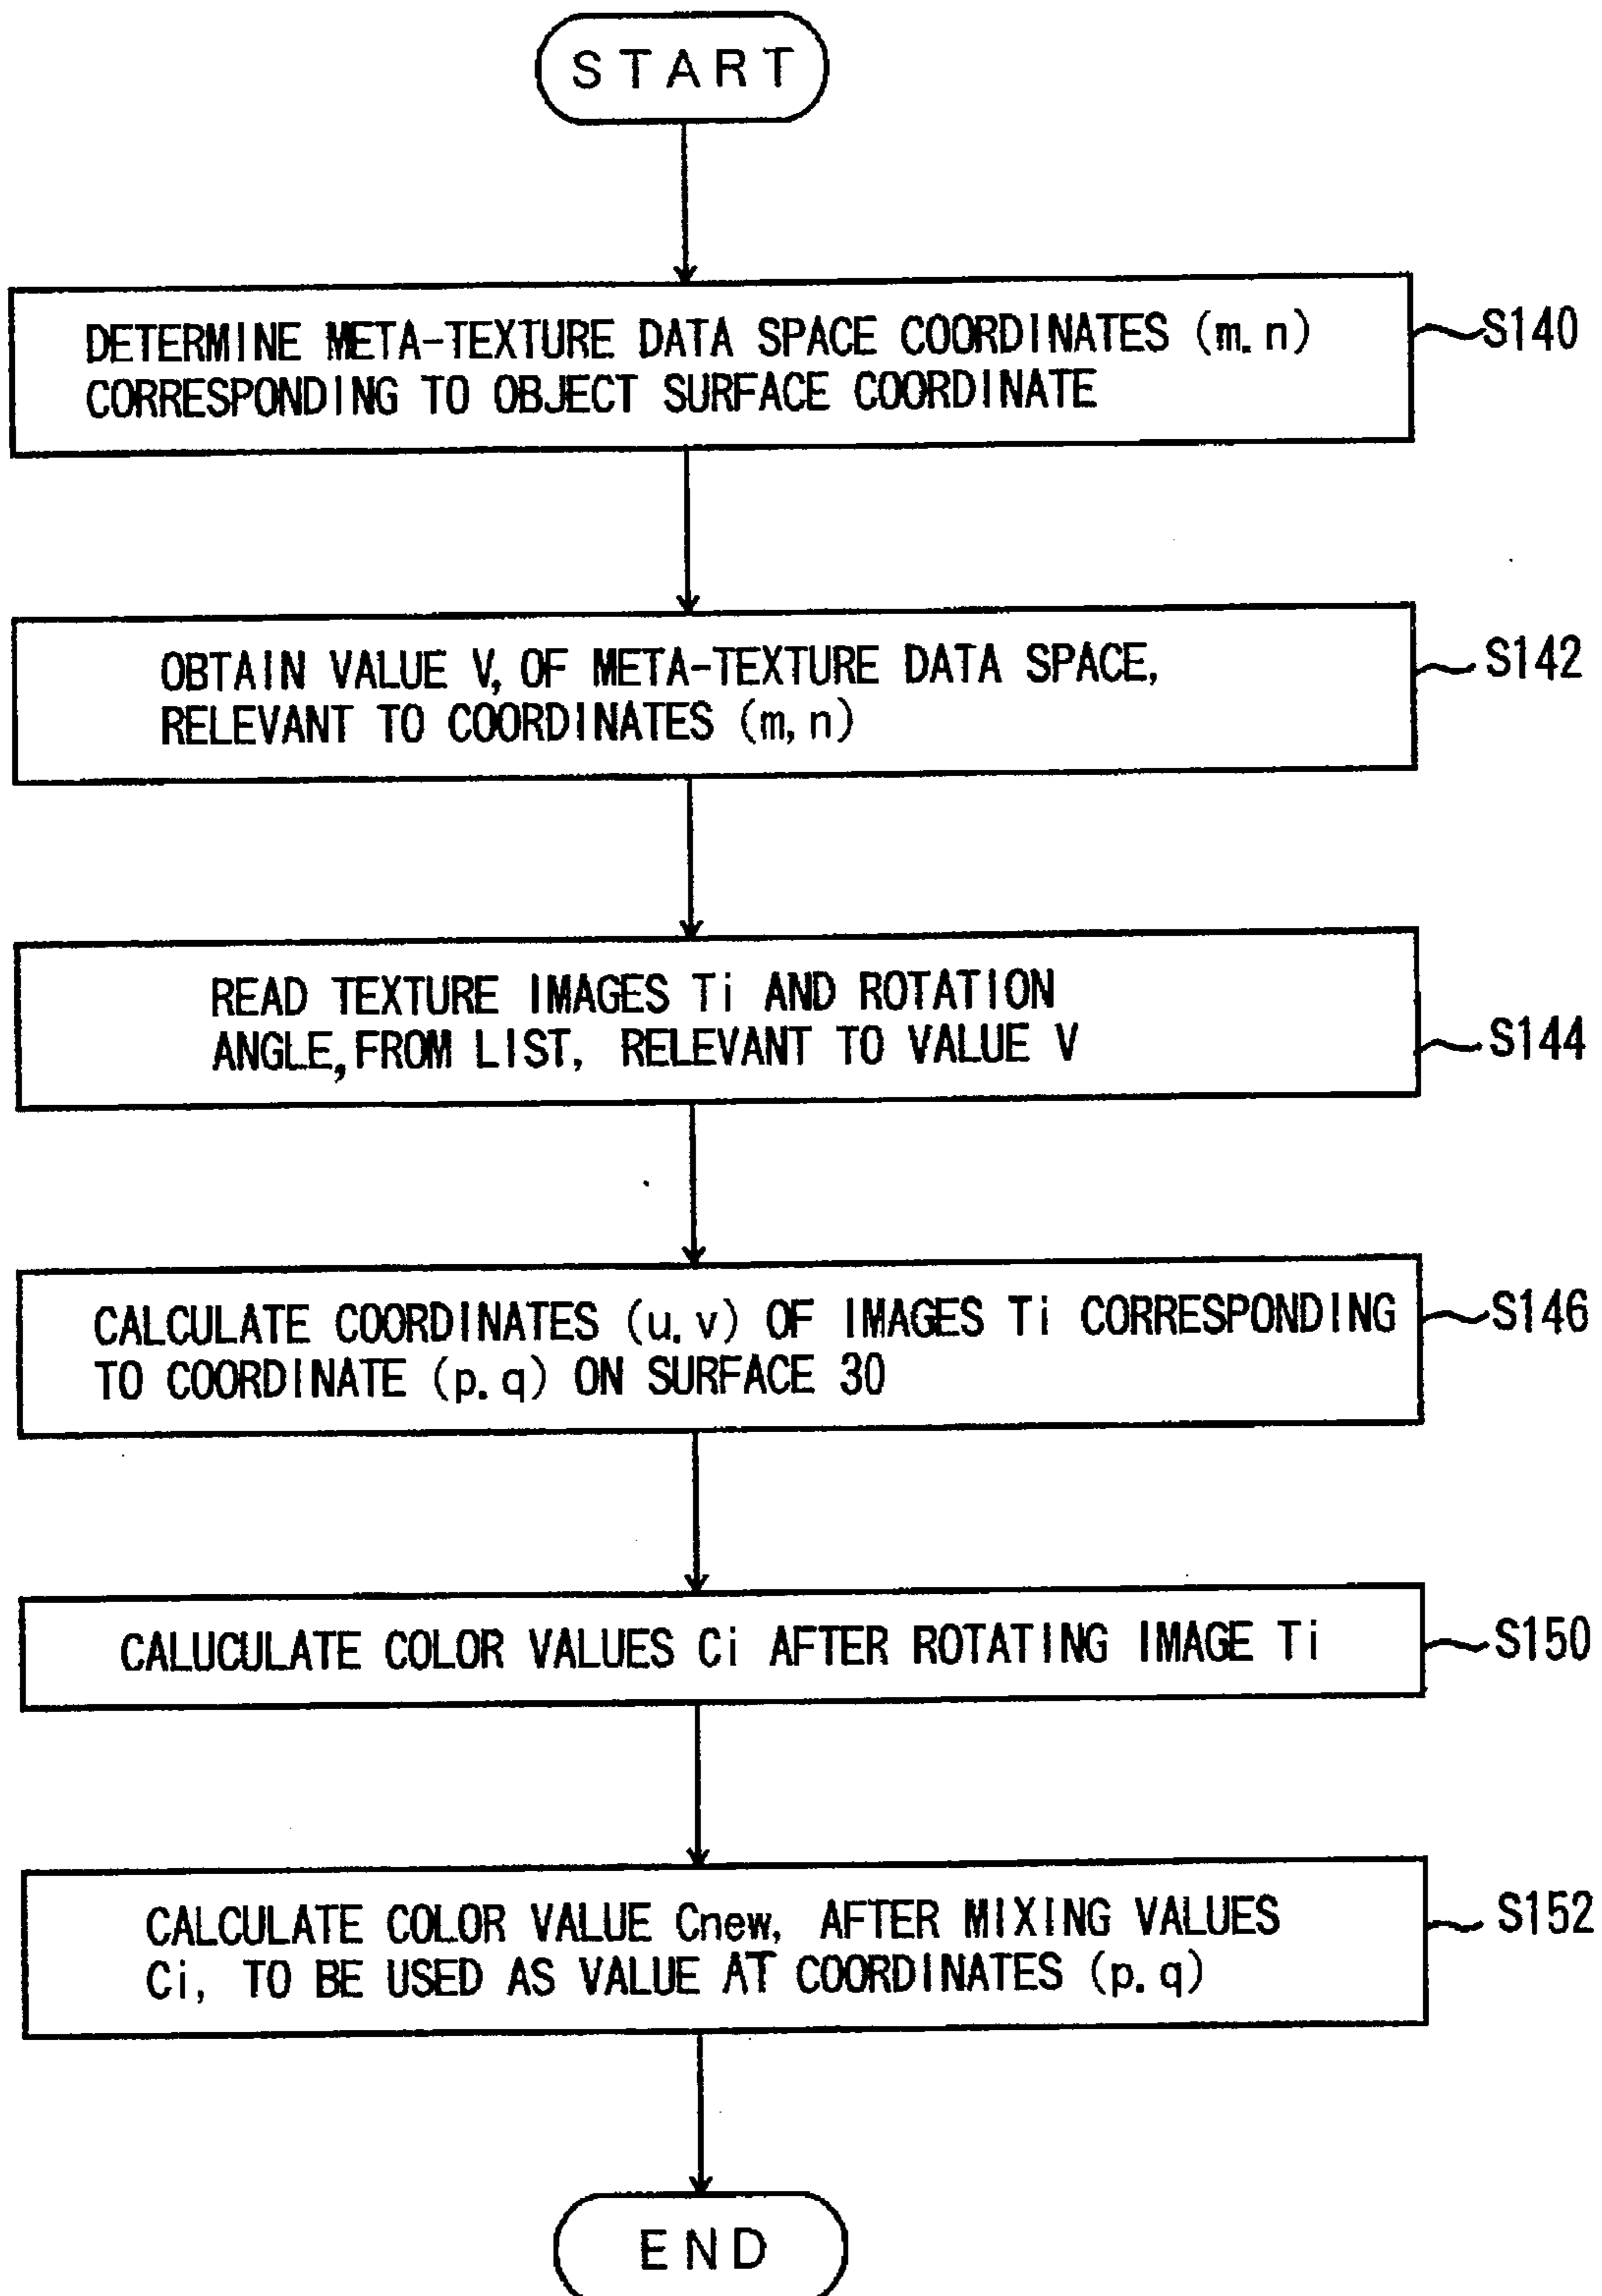 START
DETERMINE META-TEXTURE DATA SPACE COORDINATES (m.n)
CORRESPONDING TO OBJECT SURFACE COORDINATE
S140
OBTAIN VALUE V, OF META-TEXTURE DATA SPACE,
RELEVANT TO COORDINATES (m,n)
S142
READ TEXTURE IMAGES Ti AND ROTATION
ANGLE, FROM LIST, RELEVANT TO VALUE V
S144
CALCULATE COORDINATES (u.v) OF IMAGES Ti CORRESPONDING
TO COORDINATE (p.q) ON SURFACE 30
S146
CALUCULATE COLOR VALUES Ci AFTER ROTATING IMAGE Ti
S150
CALCULATE COLOR VALUE Cnew, AFTER MIXING VALUES
Ci, TO BE USED AS VALUE AT COORDINATES (p.q)
S152
END